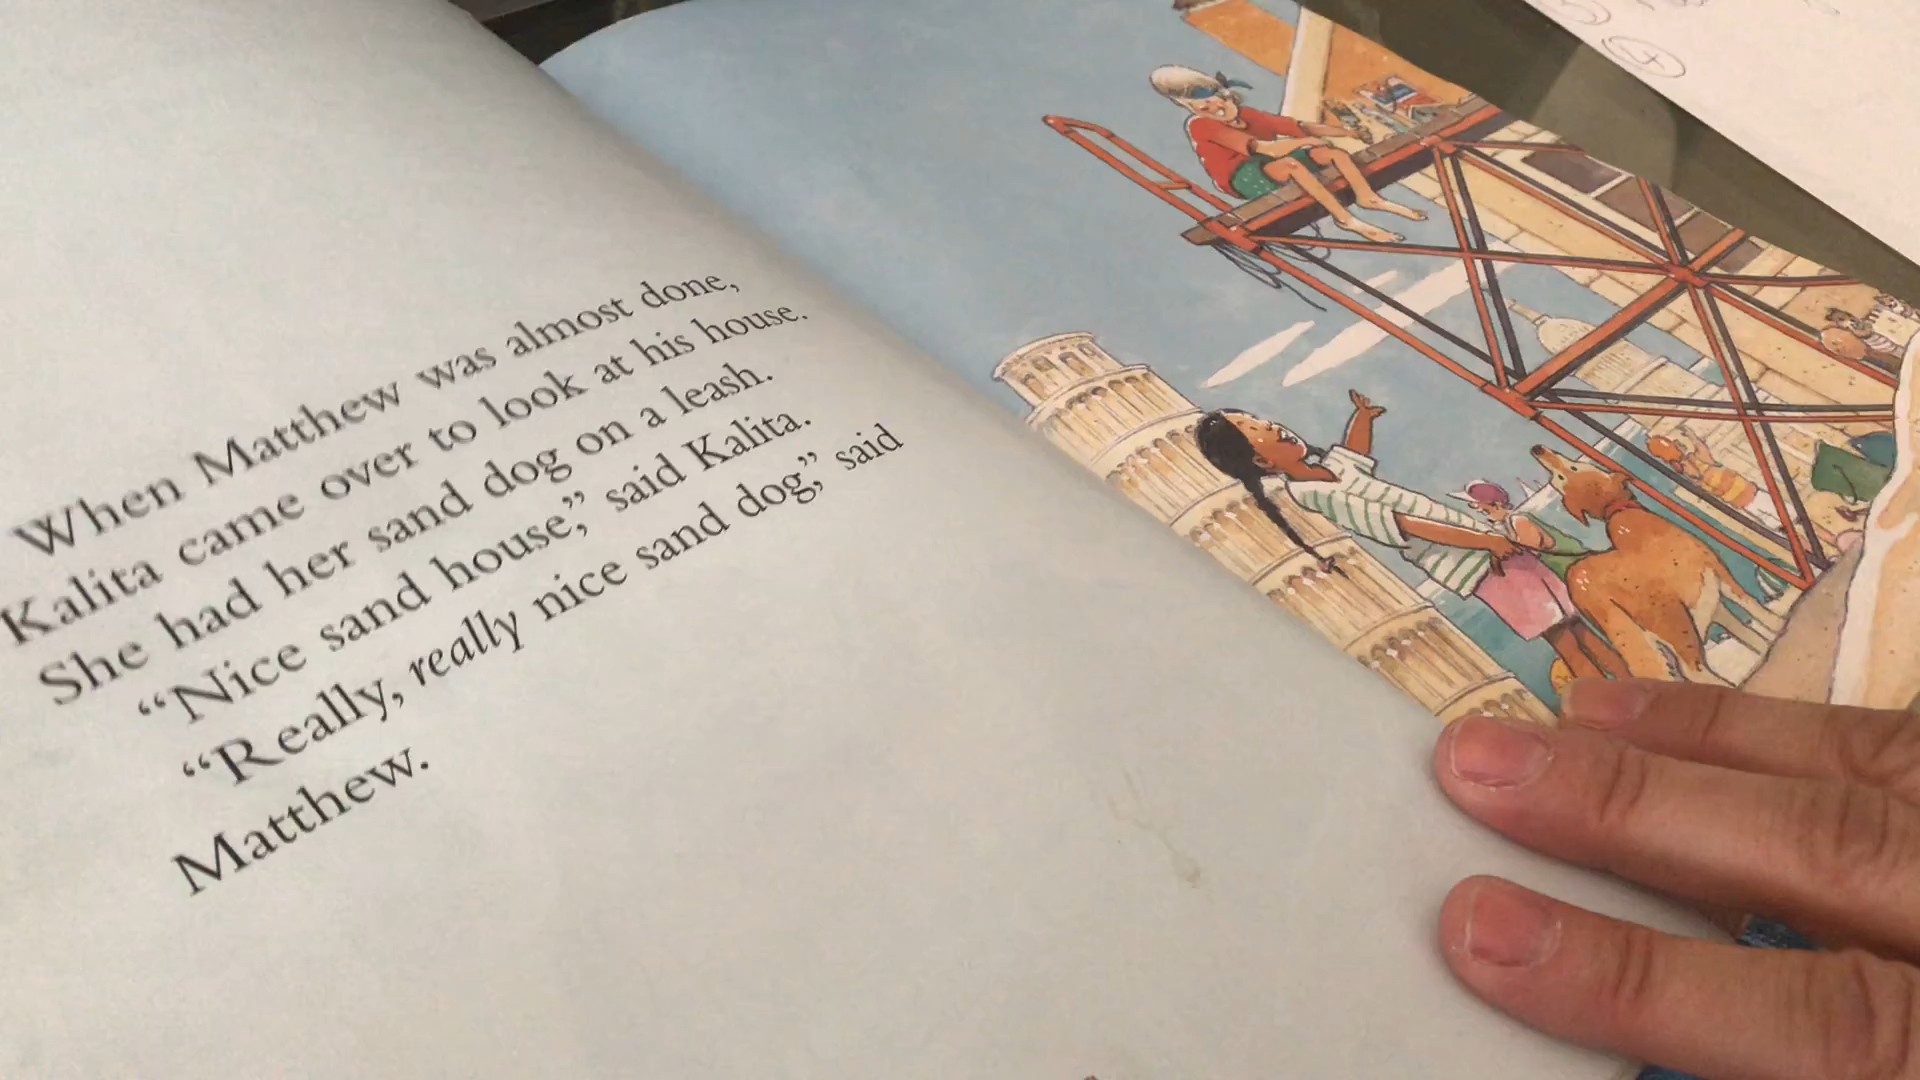 When Matthew was almost done,
Kalita came over to look at his house.
She had her sand dog on a leash.
“Nice sand house,” said Kalita.
“Really, really nice sand dog,” said
Matthew.